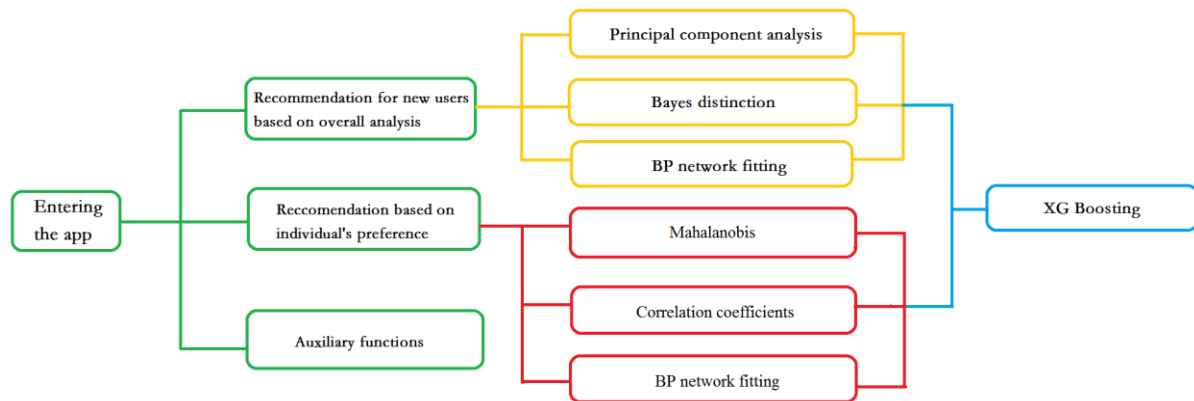 Principal component analysis
Recommendation for new users
based on overall analysis
Bayes distinction
BP network fitting
Entering
the app
Reccomendation based on
individual's preference
XG Boosting
Mahalanobis
Correlation coefficients
Auxiliary functions
BP network fitting